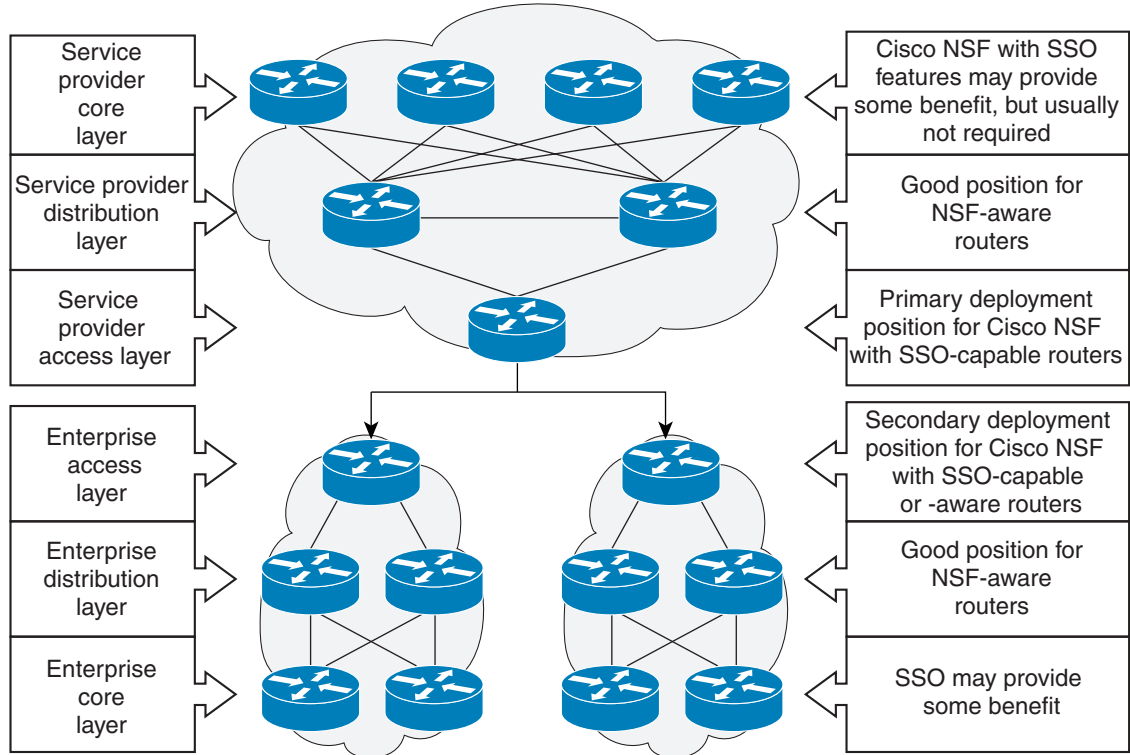 Service
provider
core
layer
Cisco NSF with SSO
features may provide
some benefit, but usually
not required
Service provider
distribution
layer
Good position for
NSF-aware
routers
Service
provider
access layer
Primary deployment
position for Cisco NSF
with SSO-capable routers
Enterprise
access
layer
Secondary deployment
position for Cisco NSF
with SSO-capable
or -aware routers
Enterprise
distribution
layer
Good position for
NSF-aware
routers
Enterprise
core
layer
SSO may provide
some benefit